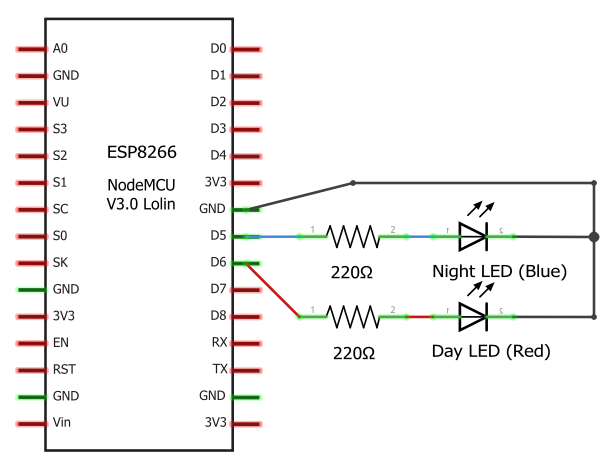 A0
GND
VU
S3
S2
S1
SC
S0
SK
GND
3V3
EN
RST
GND
Vin
ESP8266
NodeMCU
V3.0 Lolin
D0
D1
D2
D3
D4
3V3
GND
D5
D6
D7
D8
RX
TX
GND
3V3
1
2
220Ω
1
2
Night LED (Blue)
1
2
220Ω
1
2
Day LED (Red)